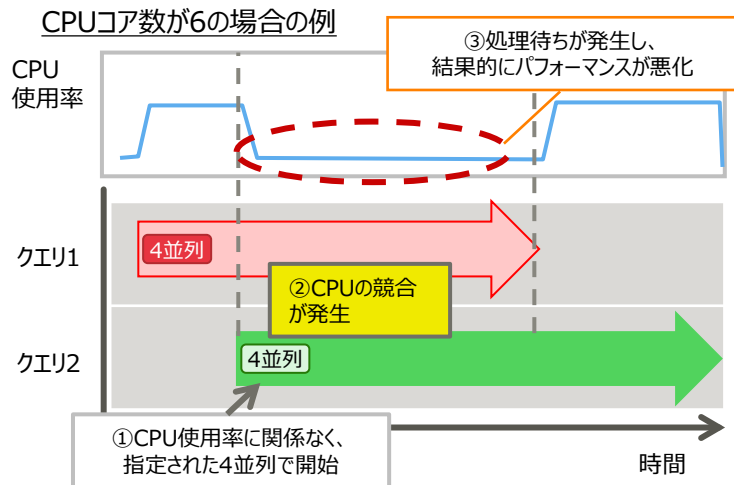 CPUコア数が6の場合の例
③処理待ちが発生し、
結果的にパフォーマンスが悪化
CPU
使用率
クエリ1
4並列
②CPUの競合
が発生
クエリ2
4並列
①CPU使用率に関係なく、
指定された4並列で開始
時間